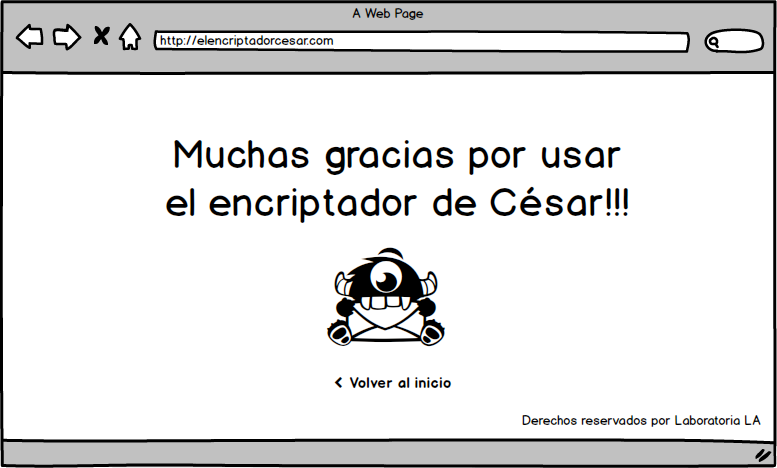 A Web Page
http://elencriptadorcesar.com
Muchas gracias por usar
el encriptador de César!!!
Volver al inicio
Derechos reservados por Laboratoria LA